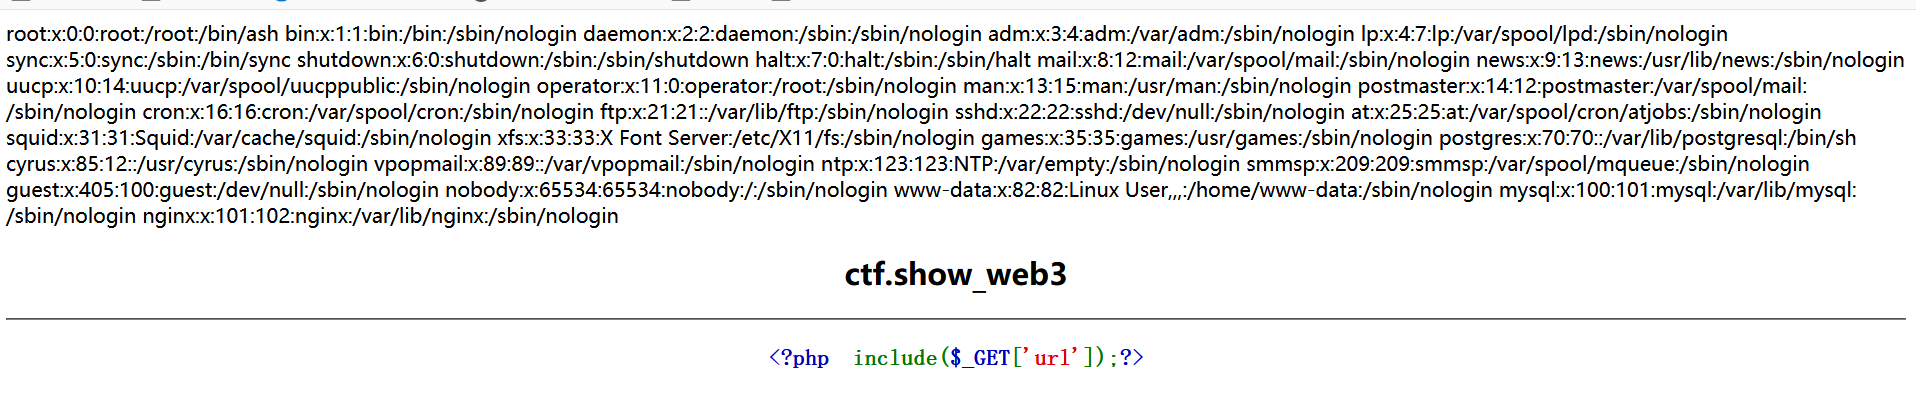 root:x:0:0:root:/root:/bin/ash bin:x:1:1:bin:/bin:/sbin/nologin daemon:x:2:2:daemon:/sbin:/sbin/nologin adm:x:3:4:adm:/var/adm:/sbin/nologin lp:x:4:7:lp:/var/spool/lpd:/sbin/nologin
sync:x:5:0:sync:/sbin:/bin/sync shutdown:x:6:0:shutdown:/sbin:/sbin/shutdown halt:x:7:0:halt:/sbin:/sbin/halt mail:x:8:12:mail:/var/spool/mail:/sbin/nologin news:x:9:13:news:/usr/lib/news:/sbin/nologin
uucp:x:10:14:uucp:/var/spool/uucppublic:/sbin/nologin operator:x:11:0:operator:/root:/sbin/nologin man:x:13:15:man:/usr/man:/sbin/nologin postmaster:x:14:12:postmaster:/var/spool/mail:
/sbin/nologin cron:x:16:16:cron:/var/spool/cron:/sbin/nologin ftp:x:21:21::/var/lib/ftp:/sbin/nologin sshd:x:22:22:sshd:/dev/null:/sbin/nologin at:x:25:25:at:/var/spool/cron/atjobs:/sbin/nologin
squid:x:31:31:Squid:/var/cache/squid:/sbin/nologin xfs:x:33:33:X Font Server:/etc/X11/fs:/sbin/nologin games:x:35:35:games:/usr/games:/sbin/nologin postgres:x:70:70::/var/lib/postgresql:/bin/sh
cyrus:x:85:12::/usr/cyrus:/sbin/nologin vpopmail:x:89:89::/var/vpopmail:/sbin/nologin ntp:x:123:123:NTP:/var/empty:/sbin/nologin smmsp:x:209:209:smmsp:/var/spool/mqueue:/sbin/nologin
guest:x:405:100:guest:/dev/null:/sbin/nologin nobody:x:65534:65534:nobody:/:/sbin/nologin www-data:x:82:82:Linux User,,,:/home/www-data:/sbin/nologin mysql:x:100:101:mysql:/var/lib/mysql:
/sbin/nologin nginx:x:101:102:nginx:/var/lib/nginx:/sbin/nologin
ctf.show_web3
<?php include($_GET['url']);?>